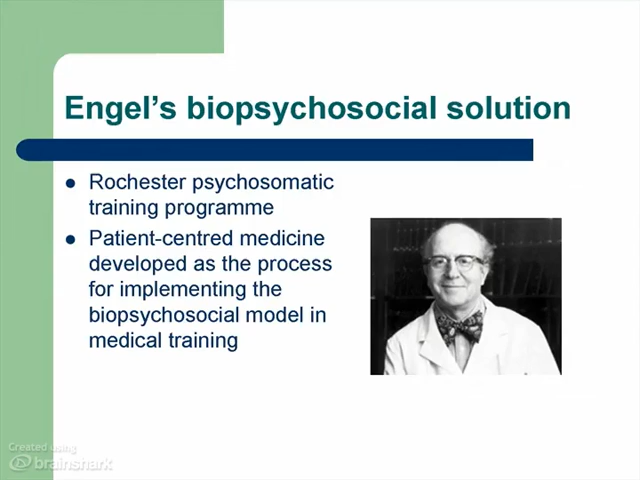 Engel's biopsychosocial solution
Rochester psychosomatic
training programme
Patient-centred medicine
developed as the process
for implementing the
biopsychosocial model in
medical training
Created using
brainshark